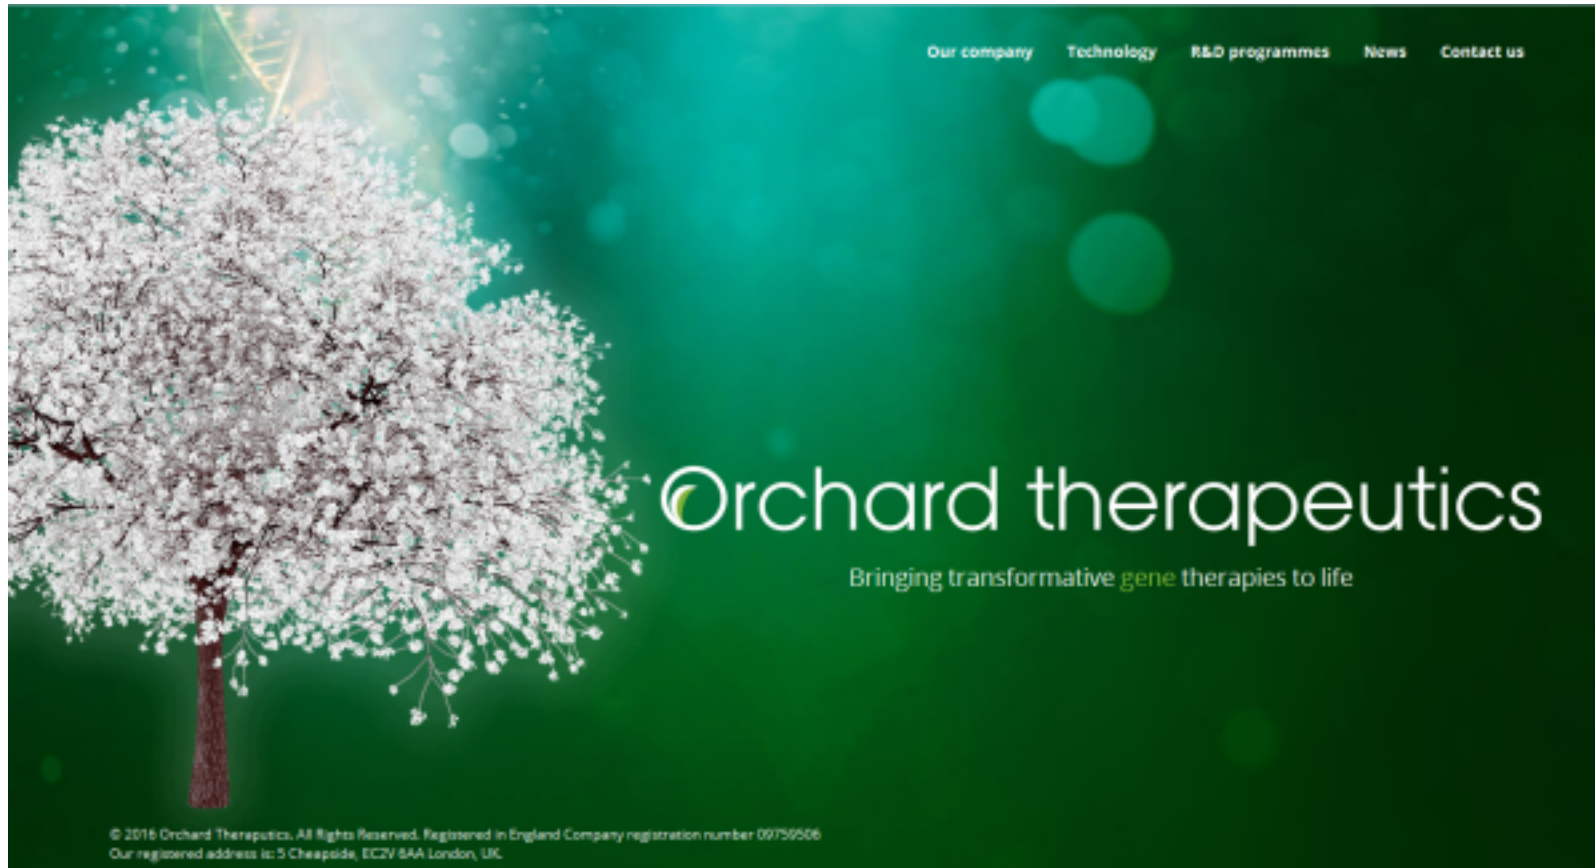 Our company Technology R&D programmes News Contact us
Orchard therapeutics
Bringing transformative gene therapies to life
© 2016 Orchard Theraputics. All Rights Reserved. Registered in England Company registration number 09759506
Our registered address is: 5 Cheapside, EC2V 6AA London, UK.